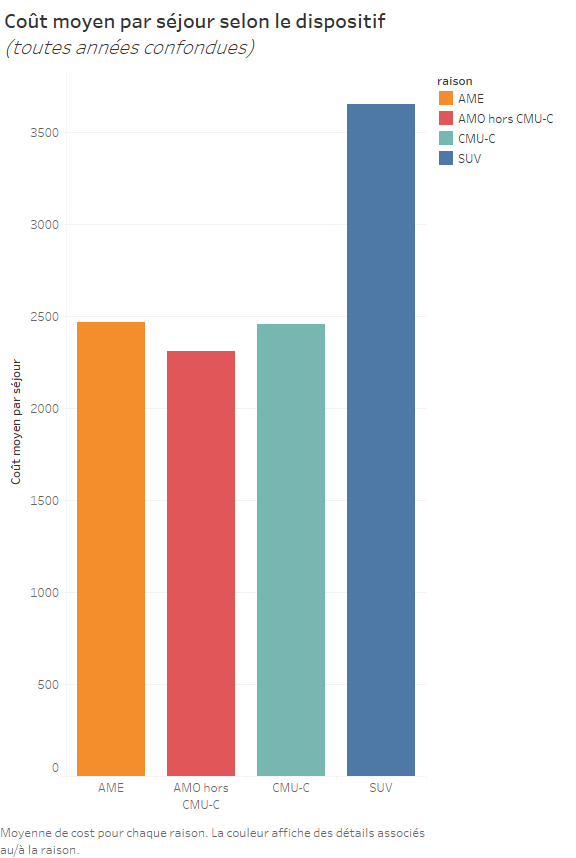 Coût moyen par séjour selon le dispositif
(toutes années confondues)
raison
AME
AMO hors CMU-C
CMU-C
SUV
Coût moyen par séjour
3500
3000
2500
2000
1500
1000
500
0
AME
AMO hors
CMU-C
CMU-C
SUV
Moyenne de cost pour chaque raison. La couleur affiche des détails associés
au/à la raison.